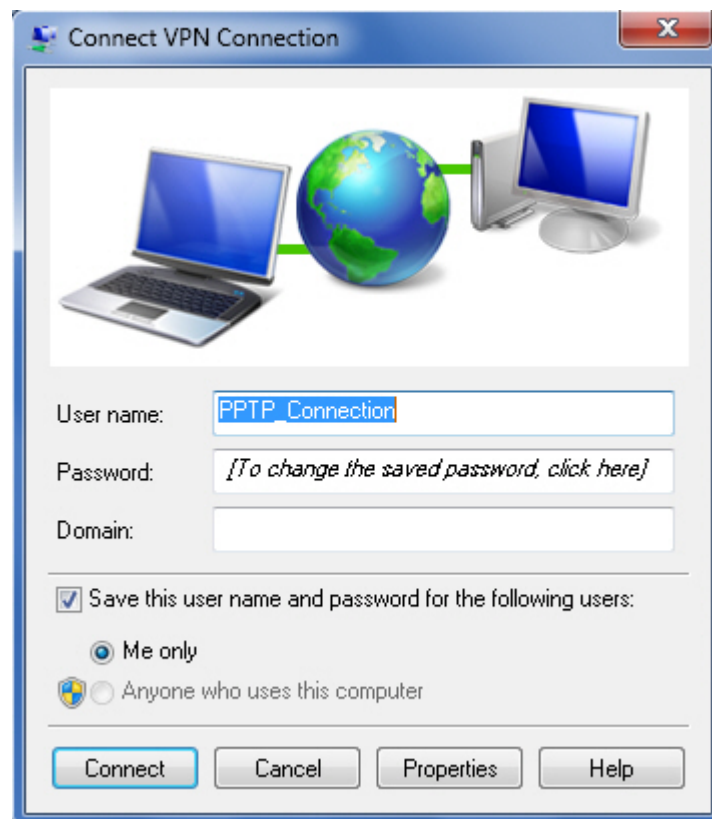 Connect VPN Connection
User name:
PPTP_Connection
Password:
[To change the saved password, click here]
Domain:
Save this user name and password for the following users:
Me only
Anyone who uses this computer
Connect Cancel Properties Help